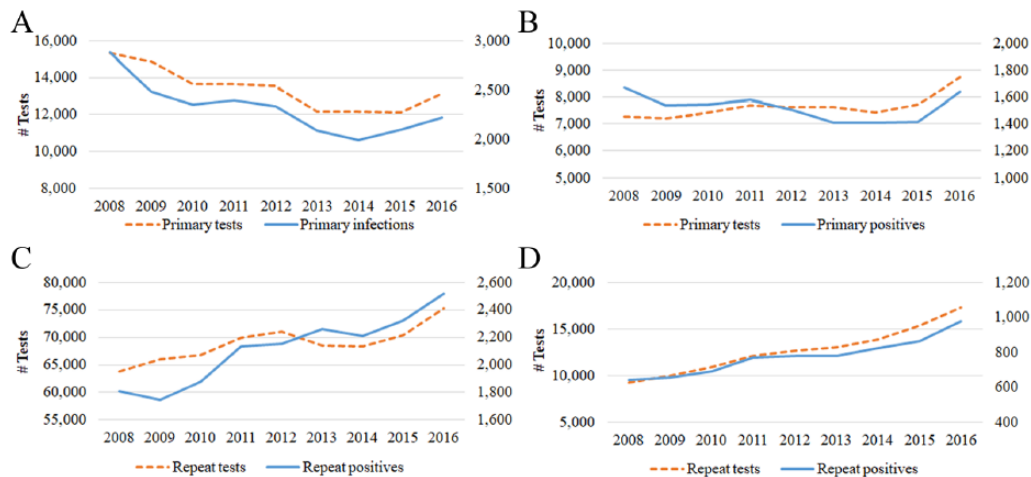 A
16,000
14,000
12,000
10,000
8,000
# Tests
3,000
2,500
2,000
1,500
2008 2009 2010 2011 2012 2013 2014 2015 2016
Primary tests Primary infections
B
10,000
9,000
8,000
7,000
6,000
5,000
# Tests
2,000
1,800
1,600
1,400
1,200
1,000
2008 2009 2010 2011 2012 2013 2014 2015 2016
Primary tests Primary positives
C
80,000
75,000
70,000
65,000
60,000
55,000
# Tests
2,600
2,400
2,200
2,000
1,800
1,600
2008 2009 2010 2011 2012 2013 2014 2015 2016
Repeat tests Repeat positives
D
20,000
15,000
10,000
5,000
# Tests
1,200
1,000
800
600
400
2008 2009 2010 2011 2012 2013 2014 2015 2016
Repeat tests Repeat positives